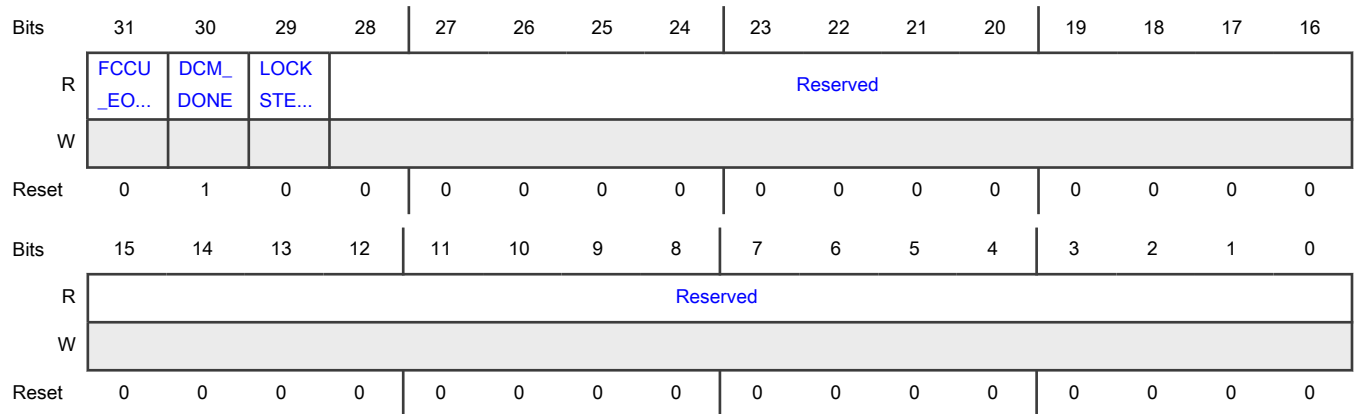 Bits 31 30 29 28 27 26 25 24 23 22 21 20 19 18 17 16
R FCCU DCM_ LOCK Reserved
_EO... DONE STE...
W
Reset 0 1 0 0 0 0 0 0 0 0 0 0 0 0 0 0
Bits 15 14 13 12 11 10 9 8 7 6 5 4 3 2 1 0
R Reserved
W
Reset 0 0 0 0 0 0 0 0 0 0 0 0 0 0 0 0